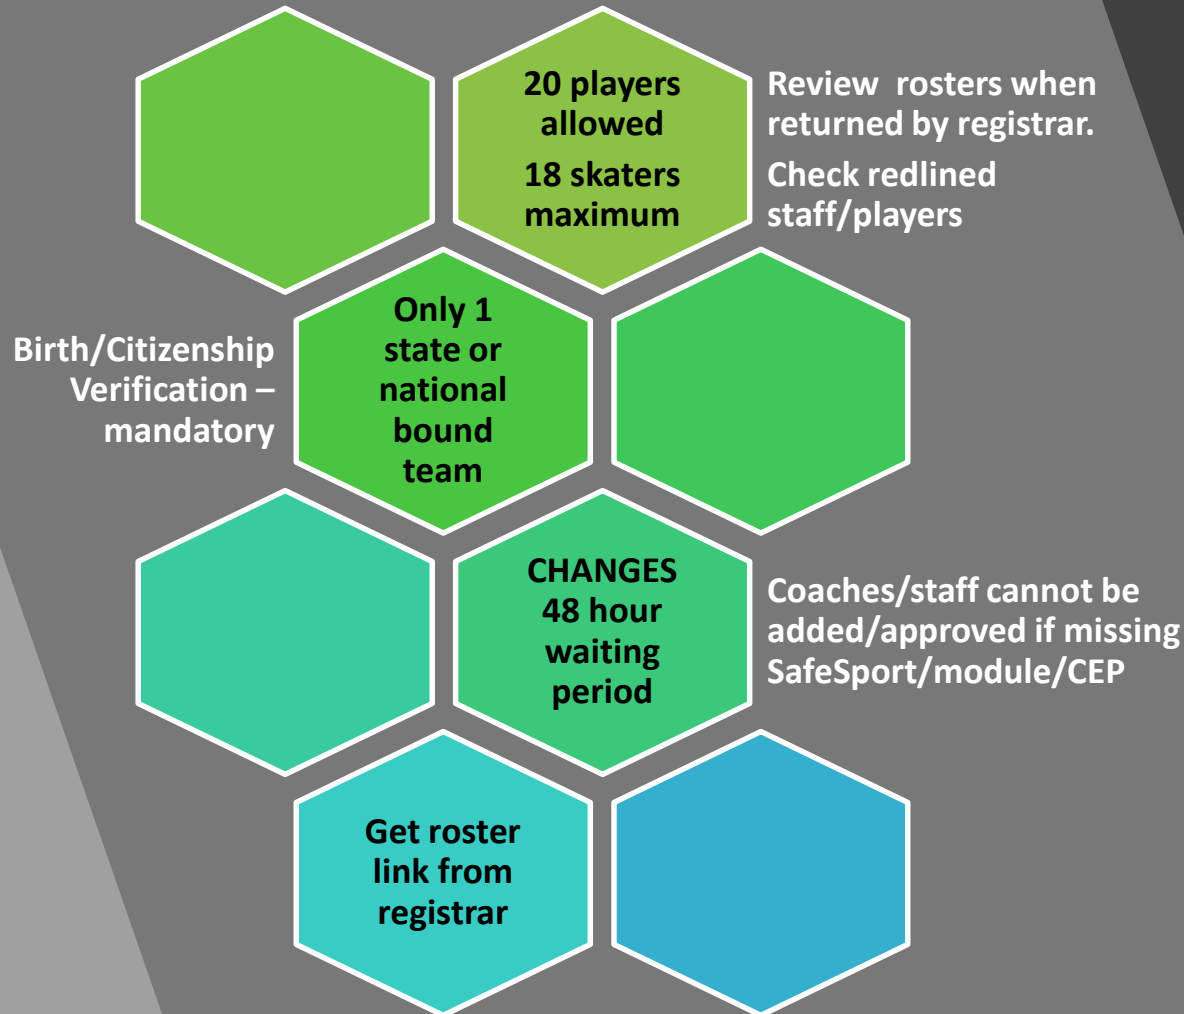 20 players
allowed
18 skaters
maximum
Review rosters when
returned by registrar.
Check redlined
staff/players
Only 1
state or
national
bound
team
Birth/Citizenship
Verification –
mandatory
CHANGES
48 hour
waiting
period
Coaches/staff cannot be
added/approved if missing
SafeSport/module/CEP
Get roster
link from
registrar